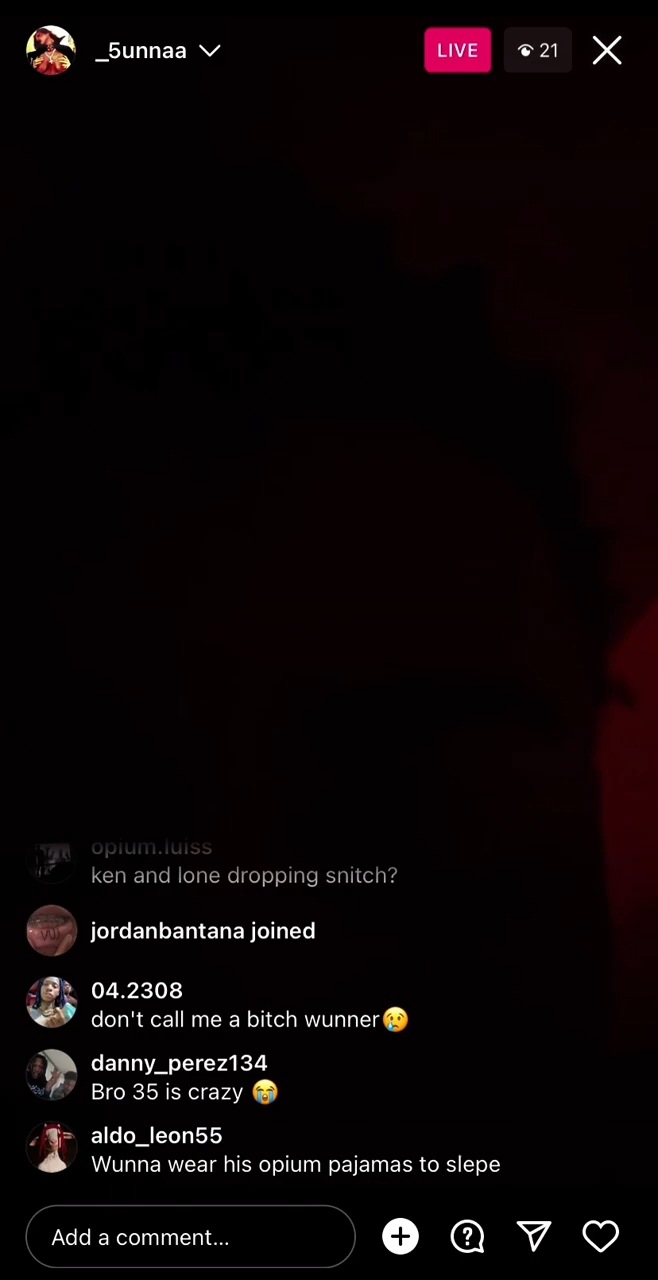 _5unnaa
LIVE
21
opium.luiss
ken and lone dropping snitch?
jordanbantana joined
04.2308
don't call me a bitch wunner😢
danny_perez134
Bro 35 is crazy 😭
aldo_leon55
Wunna wear his opium pajamas to slepe
Add a comment...